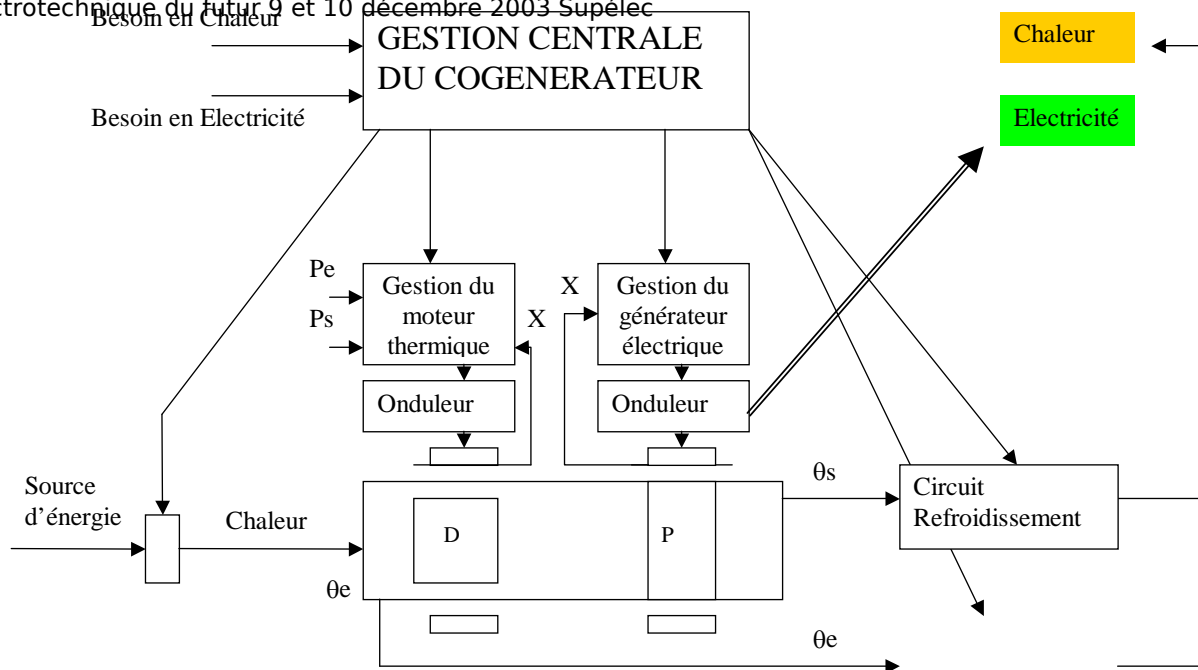 ctrotechnique du futur 9 et 10 décembre 2003 Supélec
Besoin en Chaleur
GESTION CENTRALE
DU COGENERATEUR
Chaleur
Besoin en Electricité
Electricité
Pe
Ps
Gestion du
moteur
thermique
X
X
Gestion du
générateur
électrique
Onduleur
Onduleur
Source
d’énergie
Chaleur
D
P
θs
Circuit
Refroidissement
θe
θe